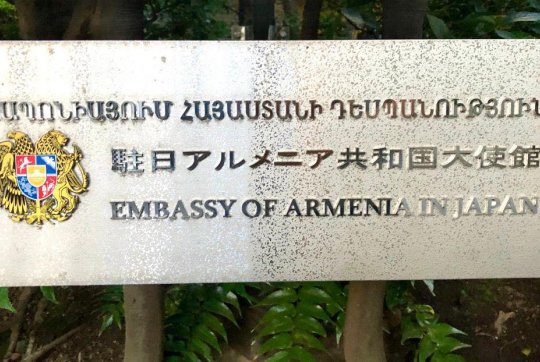 ԱՊՈՆԻԱՅՈՒՄ ՀԱՅԱՍՏԱՆԻ ԴԵՍՊԱՆՈՒԹՅՈՒՆ
駐日アルメニア共和国大使館
EMBASSY OF ARMENIA IN JAPAN